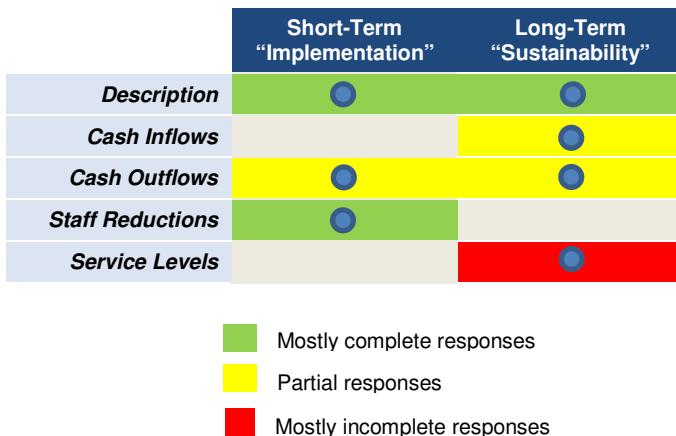 Short-Term
“Implementation”
Long-Term
“Sustainability”
Description
Cash Inflows
Cash Outflows
Staff Reductions
Service Levels
Mostly complete responses
Partial responses
Mostly incomplete responses